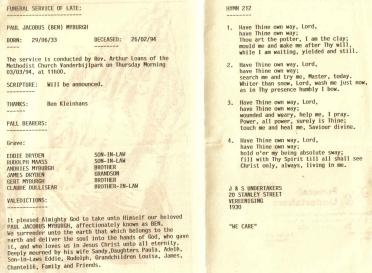 FUNERAL SERVICE OF LATE:
PAUL JACOBUS (BEN) MYBURGH
BORN: 29/06/33 DECEASED: 26/02/94
The service is conducted by Rev. Arthur Loans of the
Methodist Church Vanderbijlpark on Thursday Morning
03/03/94, at 11H00.
SCRIPTURE: Will be announced.
THANKS: Ben Kleinhans
PALL BEARERS:
Grave:
EDDIE DRYDEN SON-IN-LAW
RUDOLPH MARSS SON-IN-LAW
ANDRIES MYBURGH BROTHER
JAMES DRYDEN GRANDSON
GERT MYBURGH BROTHER
CLAUDE DULLISEAR BROTHER-IN-LAW
VALEDICTIONS:
It pleased Almighty God to take unto Himself our beloved
PAUL JACOBUS MYBURGH, affectionately known as BEN.
We surrender unto the earth that which belongs to the
earth and deliver the soul into the hands of God, who gave
it, and who loves us in Jesus Christ unto all eternity.
Deeply mourned by his wife Sandy, Daughters Paula, Adele,
Son-in-Laws Eddie, Rudolph, Grandchildren Louisa, James,
Chantelle, Family and Friends.
HYMN 212
1. Have Thine own way, Lord,
have Thine own way;
Thou art the potter, I am the clay;
mould me and make me after Thy will,
while I am waiting, yielded and still.
2. Have Thine own way, Lord,
have Thine own way;
search me and try me, Master, today.
Whiter than snow, Lord, wash me just now,
as in Thy presence humbly I bow.
3. Have Thine own way, Lord,
have Thine own way;
wounded and weary, help me, I pray.
Power, all power, surely is Thine;
touch me and heal me, Saviour divine.
4. Have Thine own way, Lord,
have Thine own way;
hold o'er my being absolute sway;
fill with Thy Spirit till all shall see
Christ only, always, living in me.
J & S UNDERTAKERS
20 STANLEY STREET
VEREENIGING
1930
"WE CARE"